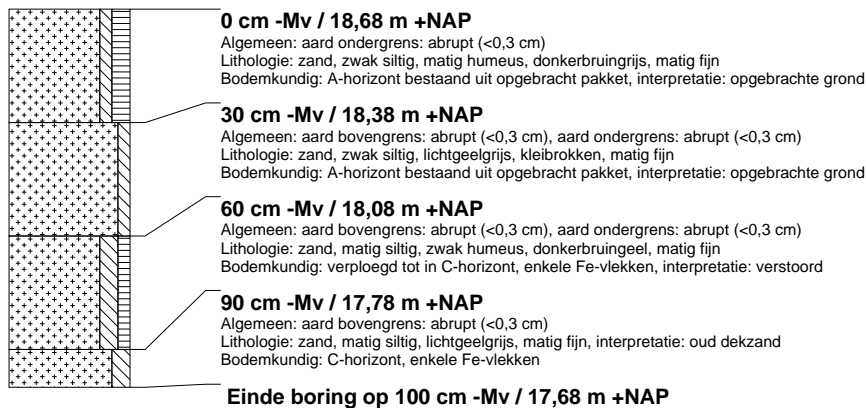 0 cm -Mv / 18,68 m +NAP
Algemeen: aard ondergrens: abrupt (<0,3 cm)
Lithologie: zand, zwak siltig, matig humeus, donkerbruingrijs, matig fijn
Bodemkundig: A-horizont bestaand uit opgebracht pakket, interpretatie: opgebrachte grond
30 cm -Mv / 18,38 m +NAP
Algemeen: aard bovengrens: abrupt (<0,3 cm), aard ondergrens: abrupt (<0,3 cm)
Lithologie: zand, zwak siltig, lichtgeelgrijs, kleibrokken, matig fijn
Bodemkundig: A-horizont bestaand uit opgebracht pakket, interpretatie: opgebrachte grond
60 cm -Mv / 18,08 m +NAP
Algemeen: aard bovengrens: abrupt (<0,3 cm), aard ondergrens: abrupt (<0,3 cm)
Lithologie: zand, matig siltig, zwak humeus, donkerbruingeel, matig fijn
Bodemkundig: verploegd tot in C-horizont, enkele Fe-vlekken, interpretatie: verstoord
90 cm -Mv / 17,78 m +NAP
Algemeen: aard bovengrens: abrupt (<0,3 cm)
Lithologie: zand, matig siltig, lichtgeelgrijs, matig fijn, interpretatie: oud dekzand
Bodemkundig: C-horizont, enkele Fe-vlekken
Einde boring op 100 cm -Mv / 17,68 m +NAP